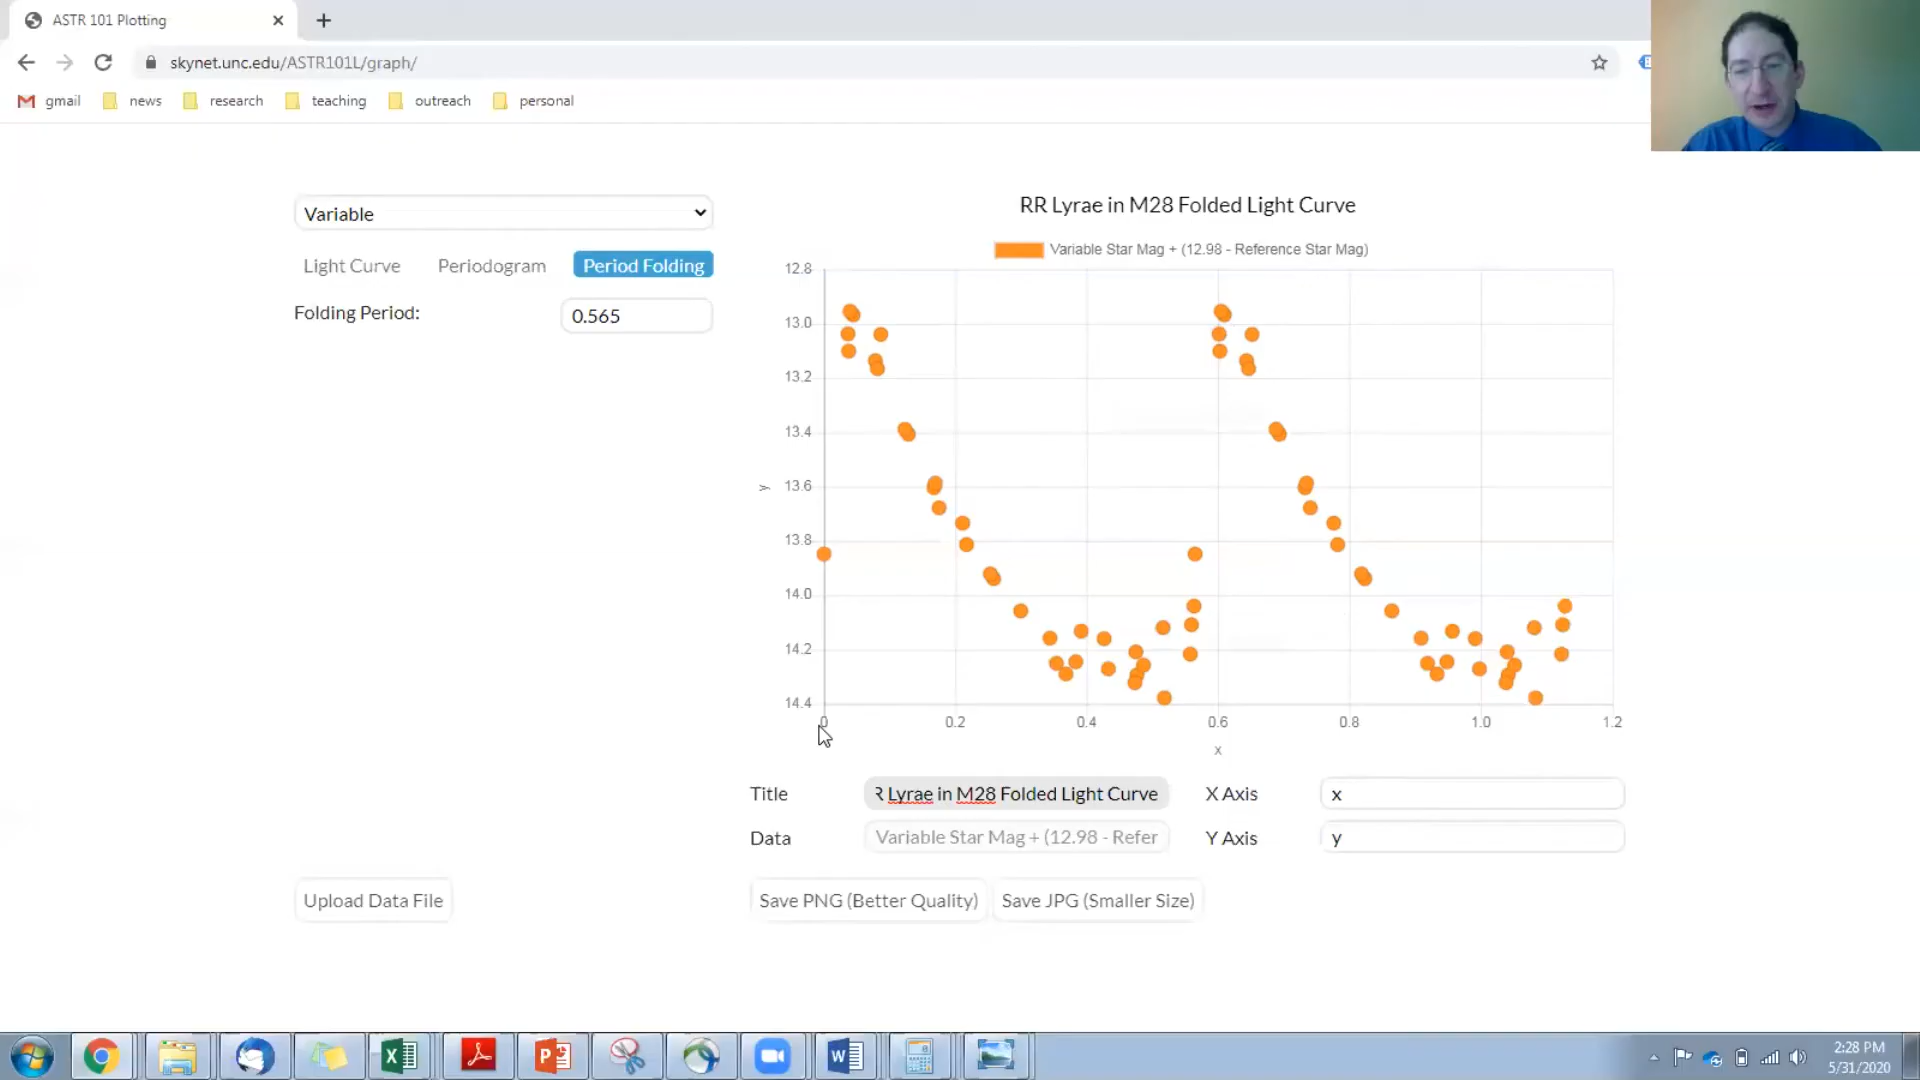 ASTR 101 Plotting
skynet.unc.edu/ASTR101L/graph/
gmail news research teaching outreach personal
Variable
Light Curve Periodogram Period Folding
Folding Period: 0.565
RR Lyrae in M28 Folded Light Curve
Variable Star Mag + (12.98 - Reference Star Mag)
12.8
13.0
13.2
13.4
y
13.6
13.8
14.0
14.2
14.4
0 0.2 0.4 0.6 0.8 1.0 1.2
x
Title Lyrae in M28 Folded Light Curve X Axis x
Data Variable Star Mag + (12.98 - Refer Y Axis y
Upload Data File Save PNG (Better Quality) Save JPG (Smaller Size)
2:28 PM
5/31/2020